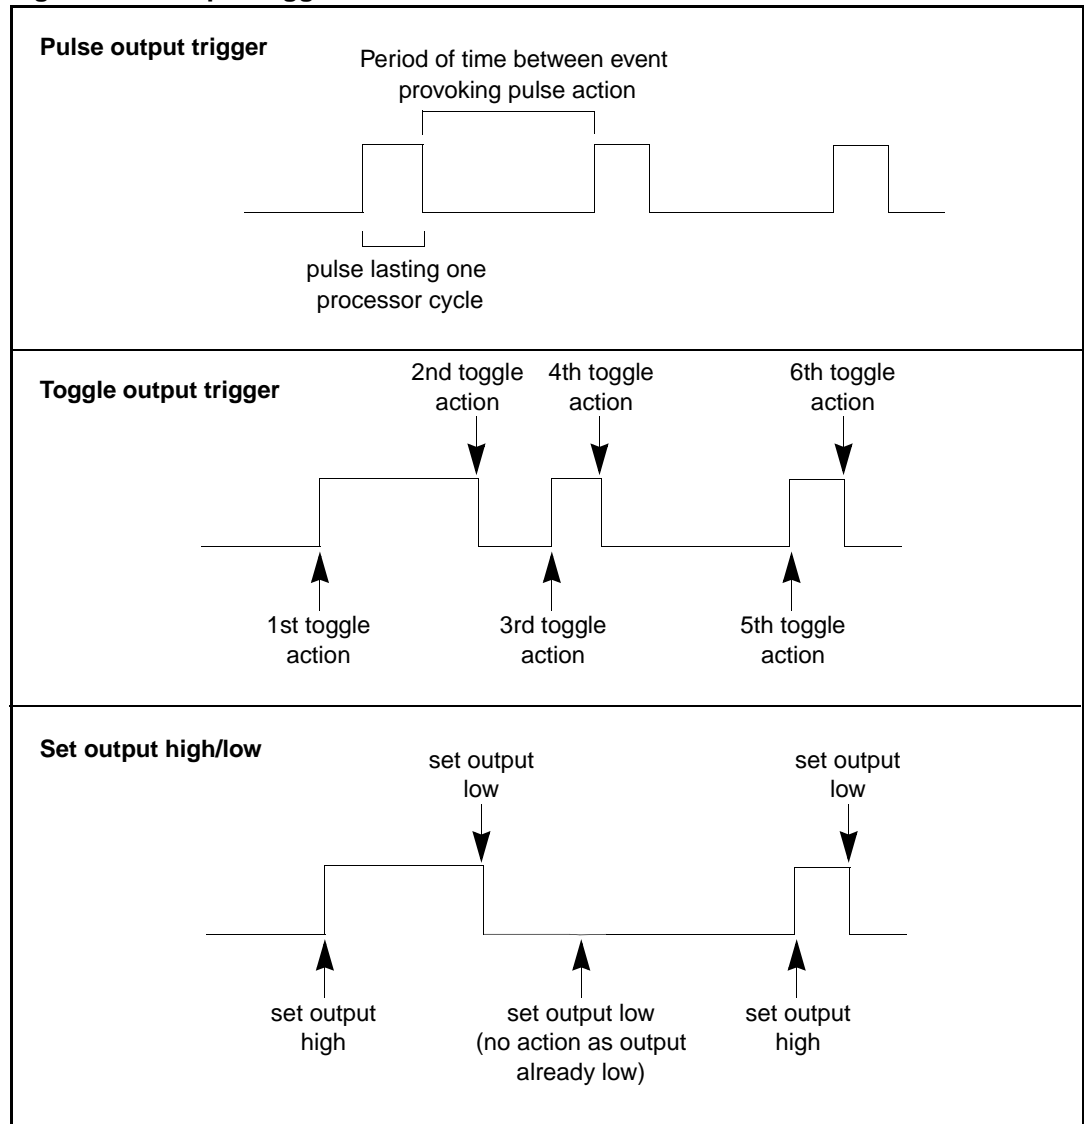 Pulse output trigger
Period of time between event
provoking pulse action
pulse lasting one
processor cycle
Toggle output trigger
2nd toggle
action
4th toggle
action
6th toggle
action
1st toggle
action
3rd toggle
action
5th toggle
action
Set output high/low
set output
low
set output
low
set output
high
set output low
(no action as output
already low)
set output
high